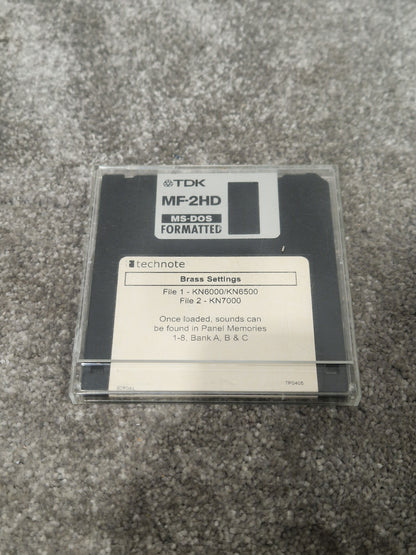 TDK
MF-2HD
MS-DOS
FORMATTED
technote
Brass Settings
File 1 - KN6000/KN6500
File 2 - KN7000
Once loaded, sounds can
be found in Panel Memories
1-8, Bank A, B & C
TP0405